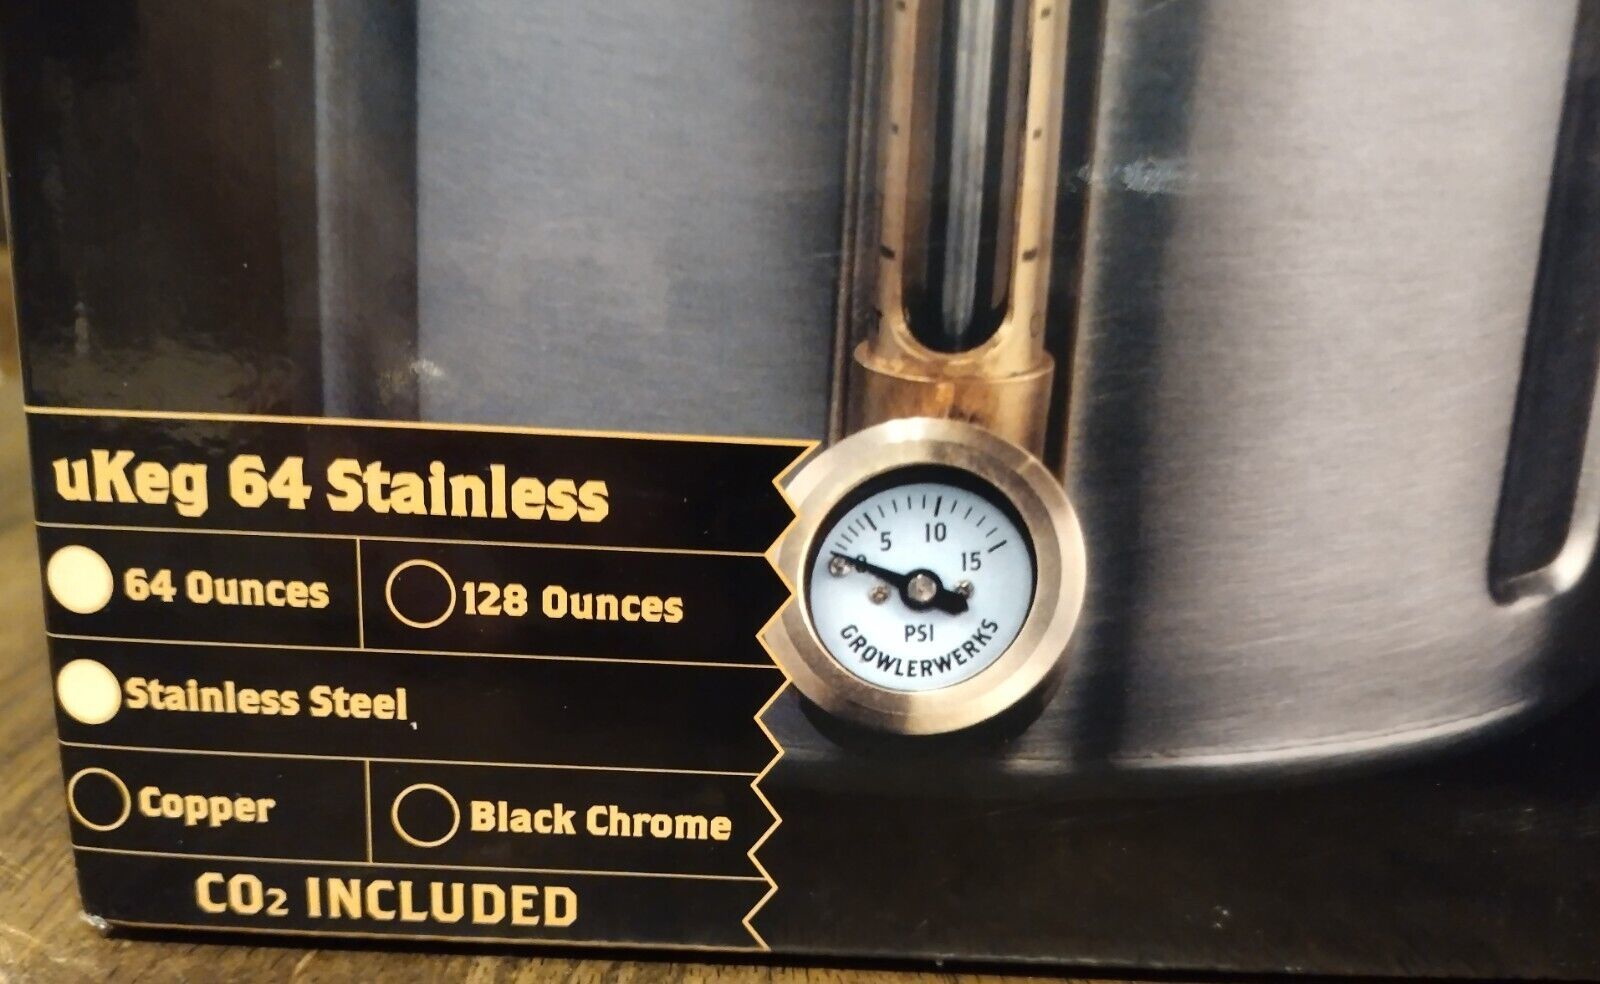 uKeg 64 Stainless
64 Ounces
128 Ounces
Stainless Steel
Copper
Black Chrome
CO2 INCLUDED
0 5 10 15
PSI
GROWLERWERKS